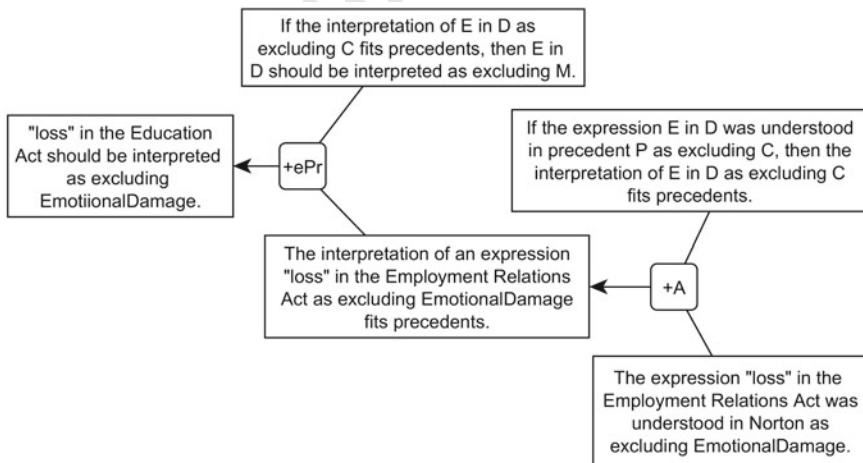 If the interpretation of E in D as
excluding C fits precedents, then E in
D should be interpreted as excluding M.
"loss" in the Education
Act should be interpreted
as excluding
EmotiionalDamage.
+ePr
If the expression E in D was understood
in precedent P as excluding C, then the
interpretation of E in D as excluding C
fits precedents.
The interpretation of an expression
"loss" in the Employment Relations
Act as excluding EmotionalDamage
fits precedents.
+A
The expression "loss" in the
Employment Relations Act was
understood in Norton as
excluding EmotionalDamage.